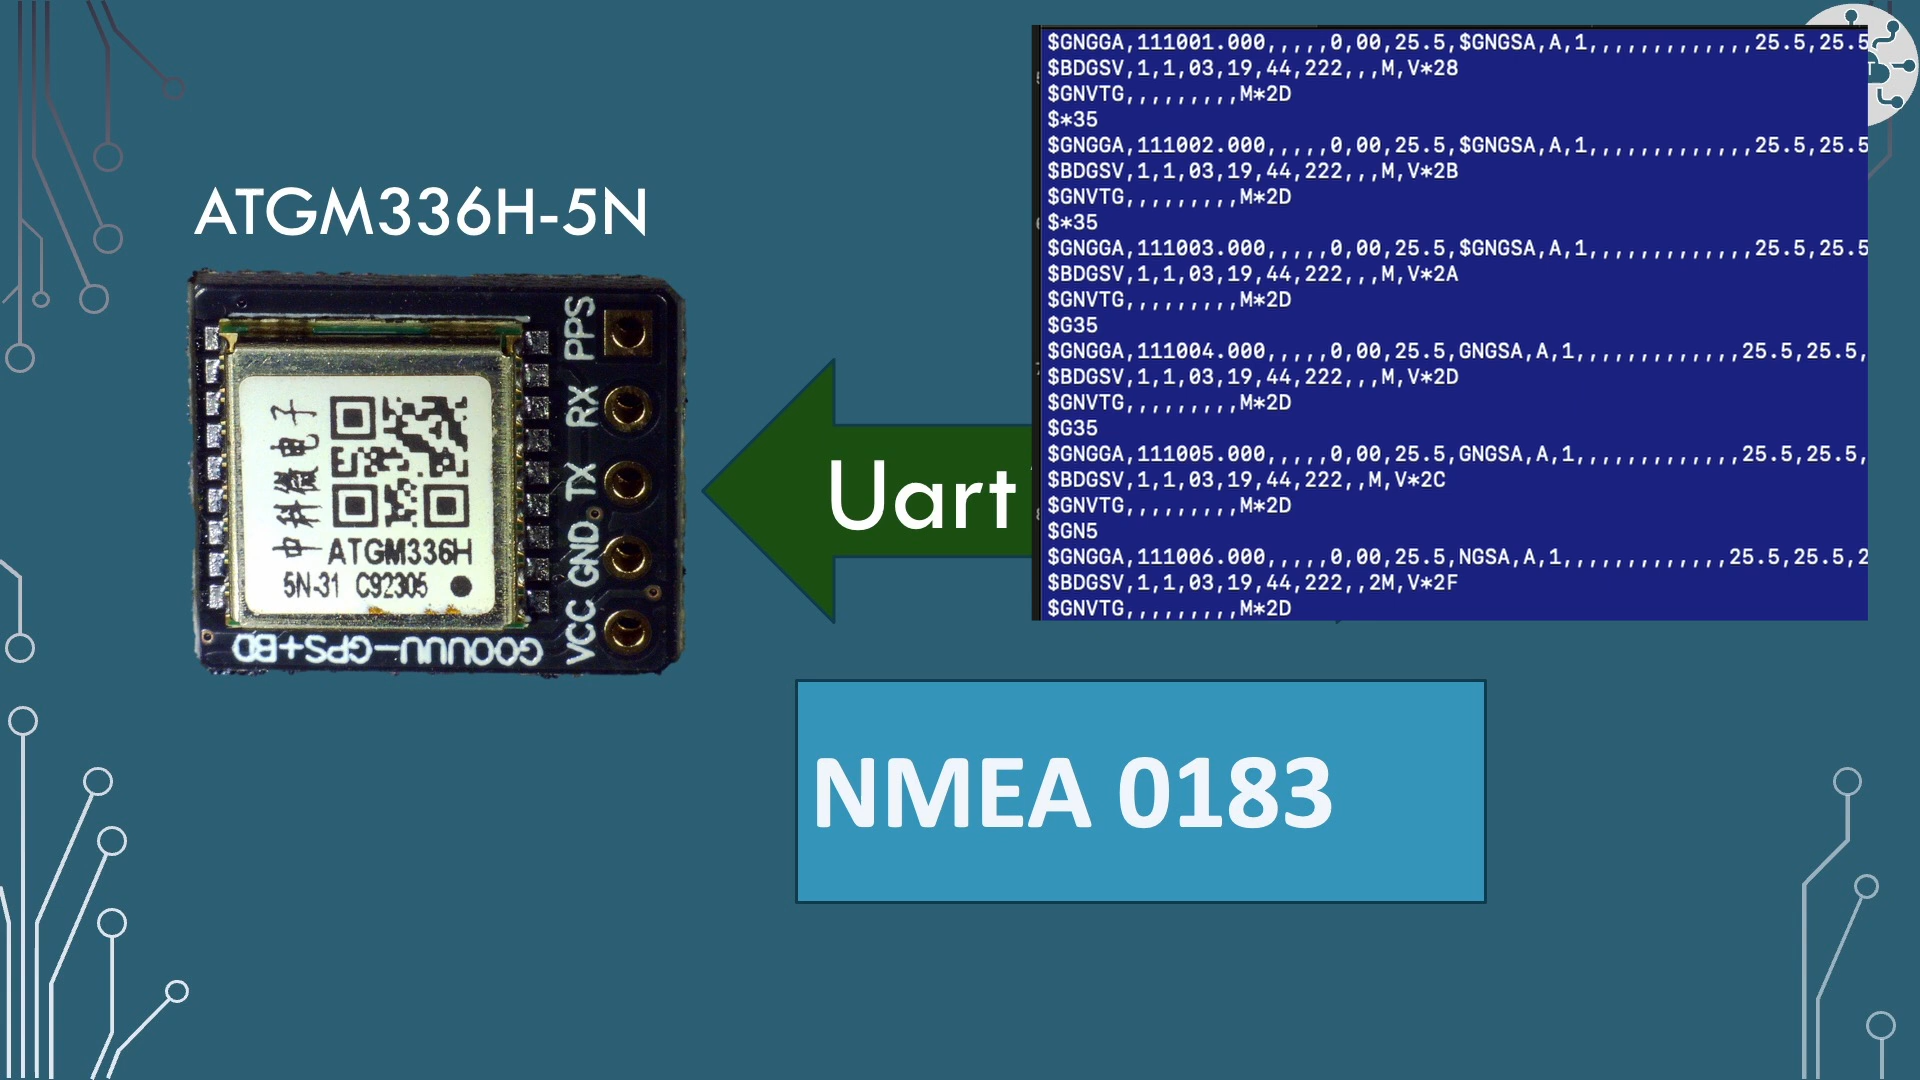 ATGM336H-5N
PPS
RX
TX
GND
VCC
中科微电子
ATGM336H
5N-31 C92305
GOOUUU-GPS+BD
Uart
$GNGGA,111001.000,,,,,0,00,25.5,$GNGSA,A,1,,,,,,,,,,,,,25.5,25.5
$BDGSV,1,1,03,19,44,222,,,M,V*28
$GNVTG,,,,,,,,,M*2D
$*35
$GNGGA,111002.000,,,,,0,00,25.5,$GNGSA,A,1,,,,,,,,,,,,,25.5,25.5
$BDGSV,1,1,03,19,44,222,,,M,V*2B
$GNVTG,,,,,,,,,M*2D
$*35
$GNGGA,111003.000,,,,,0,00,25.5,$GNGSA,A,1,,,,,,,,,,,,,25.5,25.5
$BDGSV,1,1,03,19,44,222,,,M,V*2A
$GNVTG,,,,,,,,,M*2D
$G35
$GNGGA,111004.000,,,,,0,00,25.5,GNGSA,A,1,,,,,,,,,,,,,25.5,25.5,
$BDGSV,1,1,03,19,44,222,,,M,V*2D
$GNVTG,,,,,,,,,M*2D
$G35
$GNGGA,111005.000,,,,,0,00,25.5,GNGSA,A,1,,,,,,,,,,,,,25.5,25.5,
$BDGSV,1,1,03,19,44,222,,M,V*2C
$GNVTG,,,,,,,,,M*2D
$GN5
$GNGGA,111006.000,,,,,0,00,25.5,NGSA,A,1,,,,,,,,,,,,,25.5,25.5,2
$BDGSV,1,1,03,19,44,222,,2M,V*2F
$GNVTG,,,,,,,,,M*2D
NMEA 0183